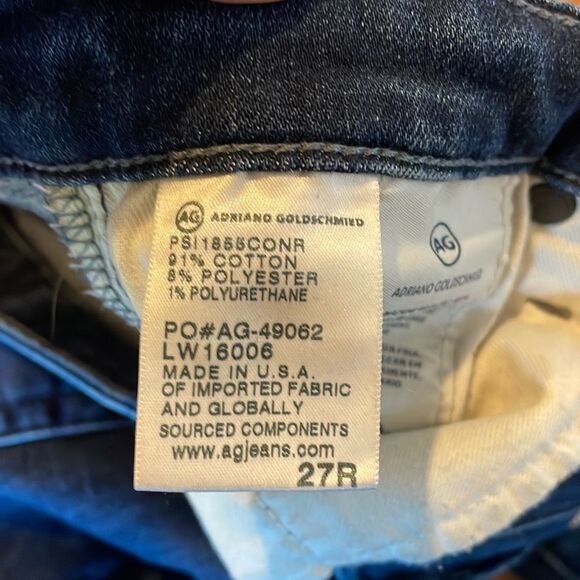 AG ADRIANO GOLDSCHMIED
PSI1855CONR
91% COTTON
8% POLYESTER
1% POLYURETHANE
PO#AG-49062
LW16006
MADE IN U.S.A.
OF IMPORTED FABRIC
AND GLOBALLY
SOURCED COMPONENTS
www.agjeans.com
27R
AG
ADRIANO GOLDSCHMIED